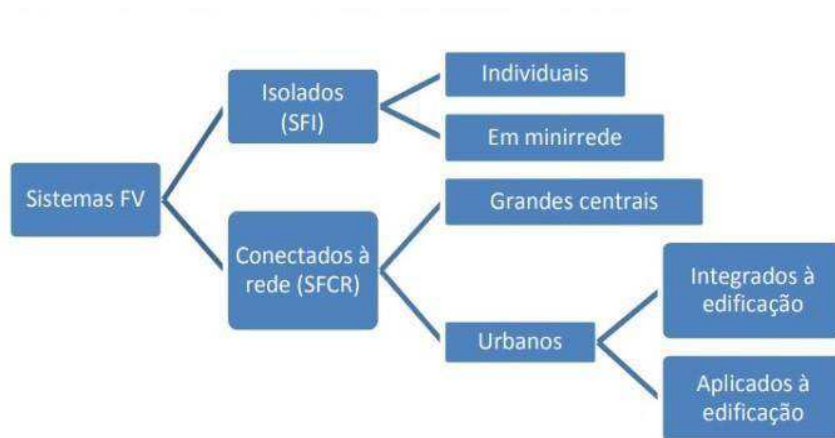 Sistemas FV
Isolados
(SFI)
Individuais
Em minirrede
Conectados à
rede (SFCR)
Grandes centrais
Urbanos
Integrados à
edificação
Aplicados à
edificação